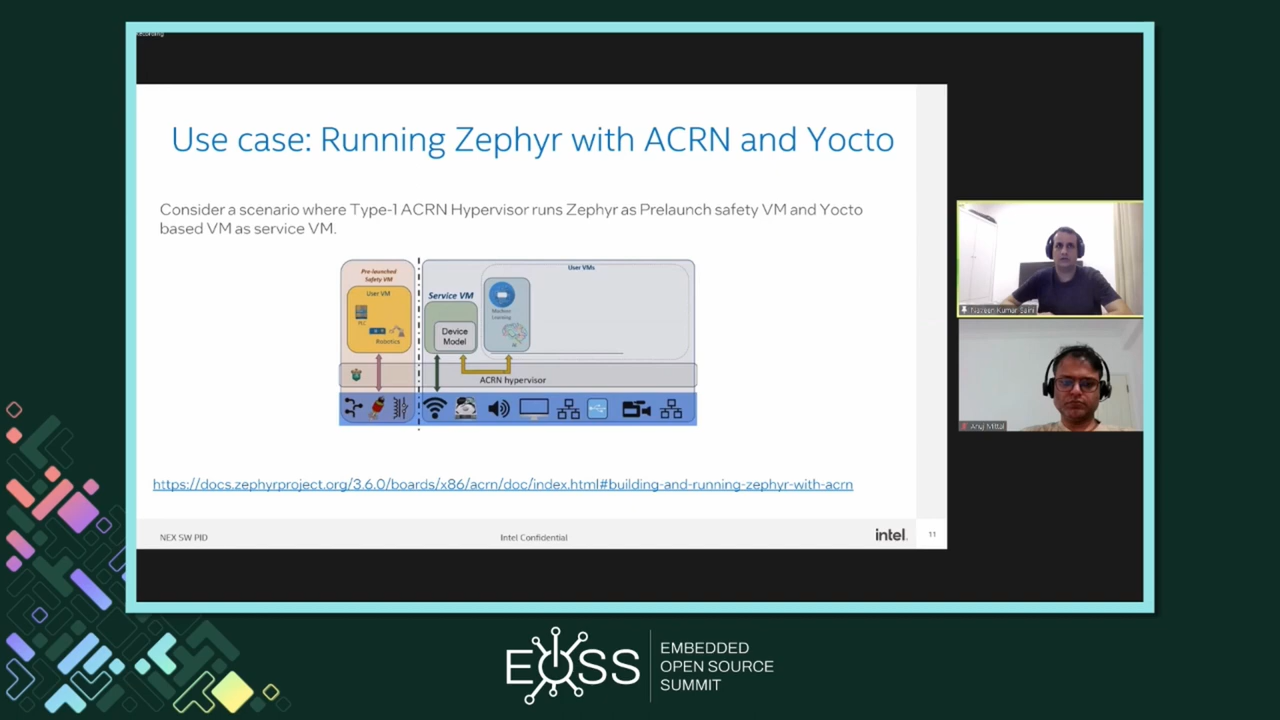 Recording
Use case: Running Zephyr with ACRN and Yocto
Consider a scenario where Type-1 ACRN Hypervisor runs Zephyr as Prelaunch safety VM and Yocto
based VM as service VM.
Pre-launched
Safety VM
User VM
Robotics
Service VM
Device
Model
User VMs
Machine
Learning
ACRN hypervisor
https://docs.zephyrproject.org/3.6.0/boards/x86/acrn/doc/index.html#building-and-running-zephyr-with-acrn
NEX SW PID
Intel Confidential
intel.
11
Naveen Kumar Saini
Anuj Mittal
EOSS
EMBEDDED
OPEN SOURCE
SUMMIT